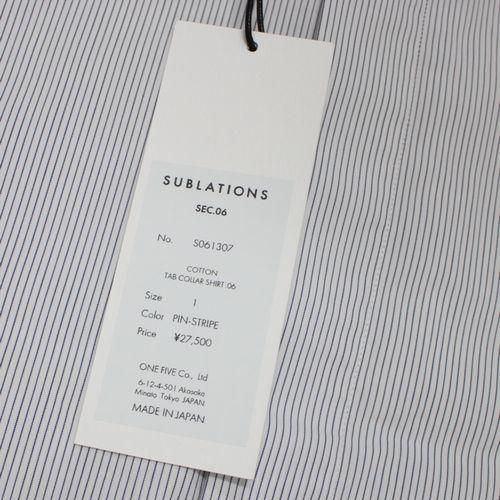 SUBLATIONS
SEC.06
No. S061307
COTTON
TAB COLLAR SHIRT .06
Size 1
Color PIN-STRIPE
Price ¥27,500
ONE FIVE Co., Ltd
6-12-4-501 Akasaka
Minato Tokyo JAPAN
MADE IN JAPAN